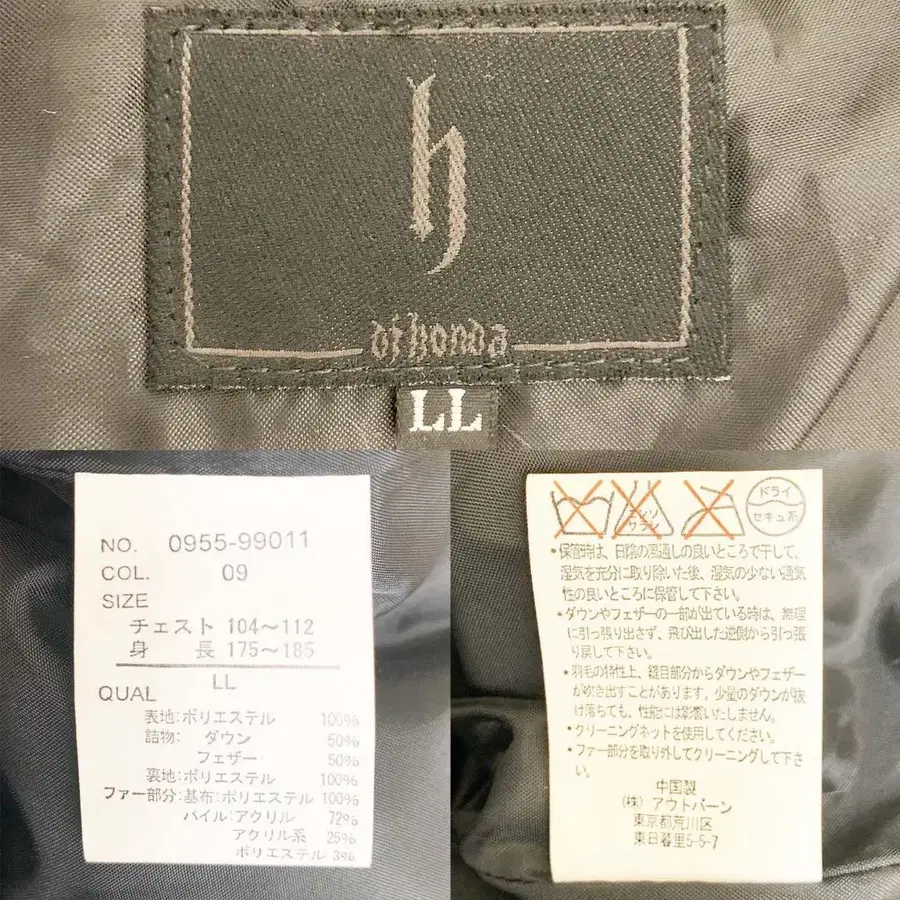 h
of honda
LL
NO. 0955-99011
COL. 09
SIZE
チェスト 104〜112
身 長 175〜185
LL
QUAL
表地:ポリエステル 100%
詰物: ダウン 50%
フェザー 50%
裏地:ポリエステル 100%
ファー部分:基布:ポリエステル 100%
パイル:アクリル 72%
アクリル系 25%
ポリエステル 3%
エンソ
サラシ
ドライ
セキュ系
・保管時は、日陰の風通しの良いところで干して、
湿気を充分に取り除いた後、湿気の少ない通気
性の良いところに保管して下さい。
・ダウンやフェザーの一部が出ている時は、無理
に引っ張り出さず、飛び出した逆側から引っ張
り戻して下さい。
・羽毛の特性上、縫目部分からダウンやフェザー
が吹き出すことがあります。少量のダウンが抜
け落ちても、性能には影響いたしません。
・クリーニングネットを使用してください。
・ファー部分を取り外してクリーニングして下さ
い。
中国製
(株) アウトバーン
東京都荒川区
東日暮里5-5-7